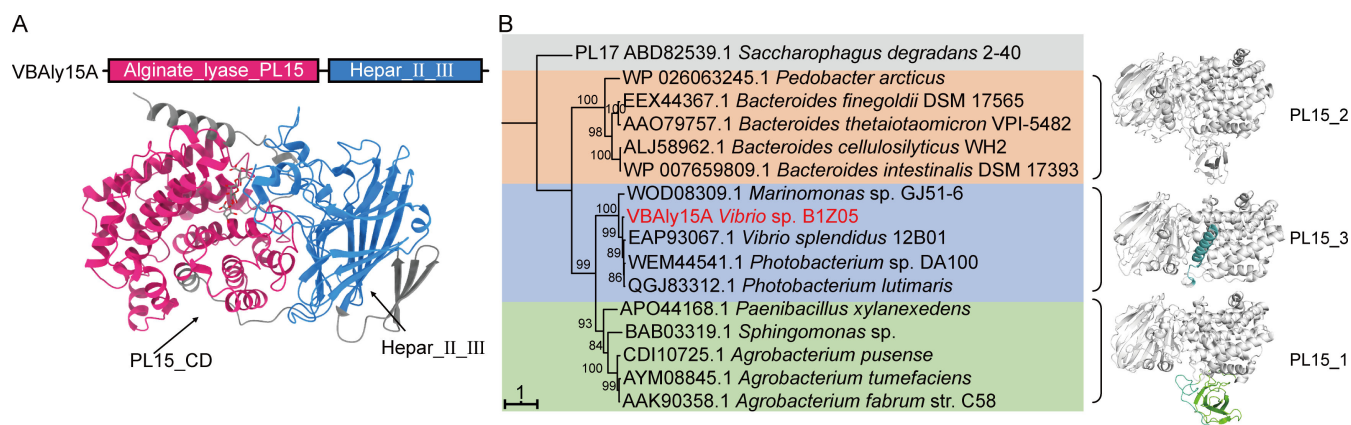 A
VBAly15A
Alginate_lyase_PL15
Hepar_II_III
PL15_CD
Hepar_II_III
B
PL17 ABD82539.1 Saccharophagus degradans 2-40
WP 026063245.1 Pedobacter arcticus
100
100
EEX44367.1 Bacteroides finegoldii DSM 17565
AAO79757.1 Bacteroides thetaiotaomicron VPI-5482
98
ALJ58962.1 Bacteroides cellulosilyticus WH2
100
WP 007659809.1 Bacteroides intestinalis DSM 17393
PL15_2
WOD08309.1 Marinomonas sp. GJ51-6
100
VBAly15A Vibrio sp. B1Z05
99
EAP93067.1 Vibrio splendidus 12B01
89
WEM44541.1 Photobacterium sp. DA100
99
86
QGJ83312.1 Photobacterium lutimaris
PL15_3
APO44168.1 Paenibacillus xylanexedens
93
BAB03319.1 Sphingomonas sp.
84
CDI10725.1 Agrobacterium pusense
100
AYM08845.1 Agrobacterium tumefaciens
99
AAK90358.1 Agrobacterium fabrum str. C58
PL15_1
1